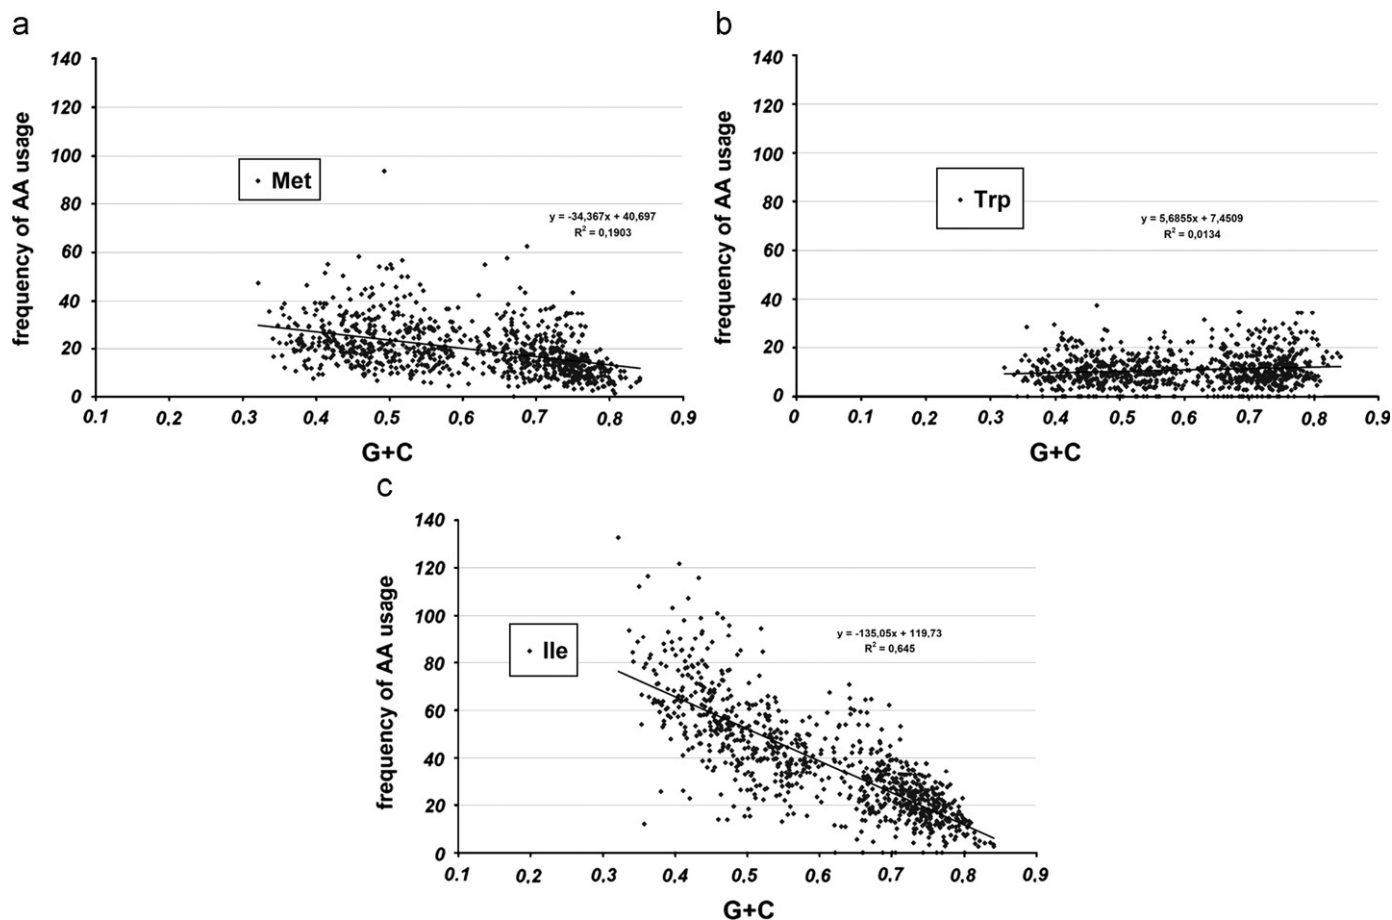 a
140
120
100
80
60
40
20
0
frequency of AA usage
Met
y = -34,367x + 40,697
R² = 0,1903
0.1 0,2 0,3 0,4 0,5 0,6 0,7 0,8 0,9
G+C
b
140
120
100
80
60
40
20
0
frequency of AA usage
Trp
y = 5,6855x + 7,4509
R² = 0,0134
0 0,1 0,2 0,3 0,4 0,5 0,6 0,7 0,8 0,9
G+C
c
140
120
100
80
60
40
20
0
frequency of AA usage
Ile
y = -135,05x + 119,73
R² = 0,645
0.1 0,2 0,3 0,4 0,5 0,6 0,7 0,8 0,9
G+C